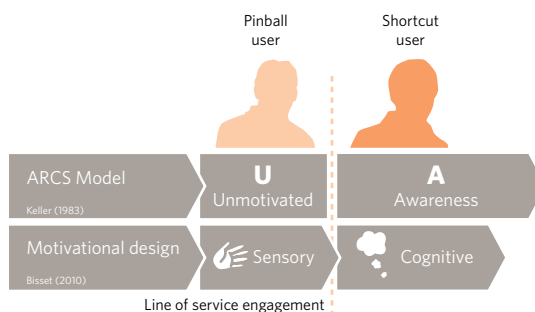 Pinball
user
Shortcut
user
ARCS Model
Keller (1983)
U
Unmotivated
A
Awareness
Motivational design
Bisset (2010)
Sensory
Cognitive
Line of service engagement